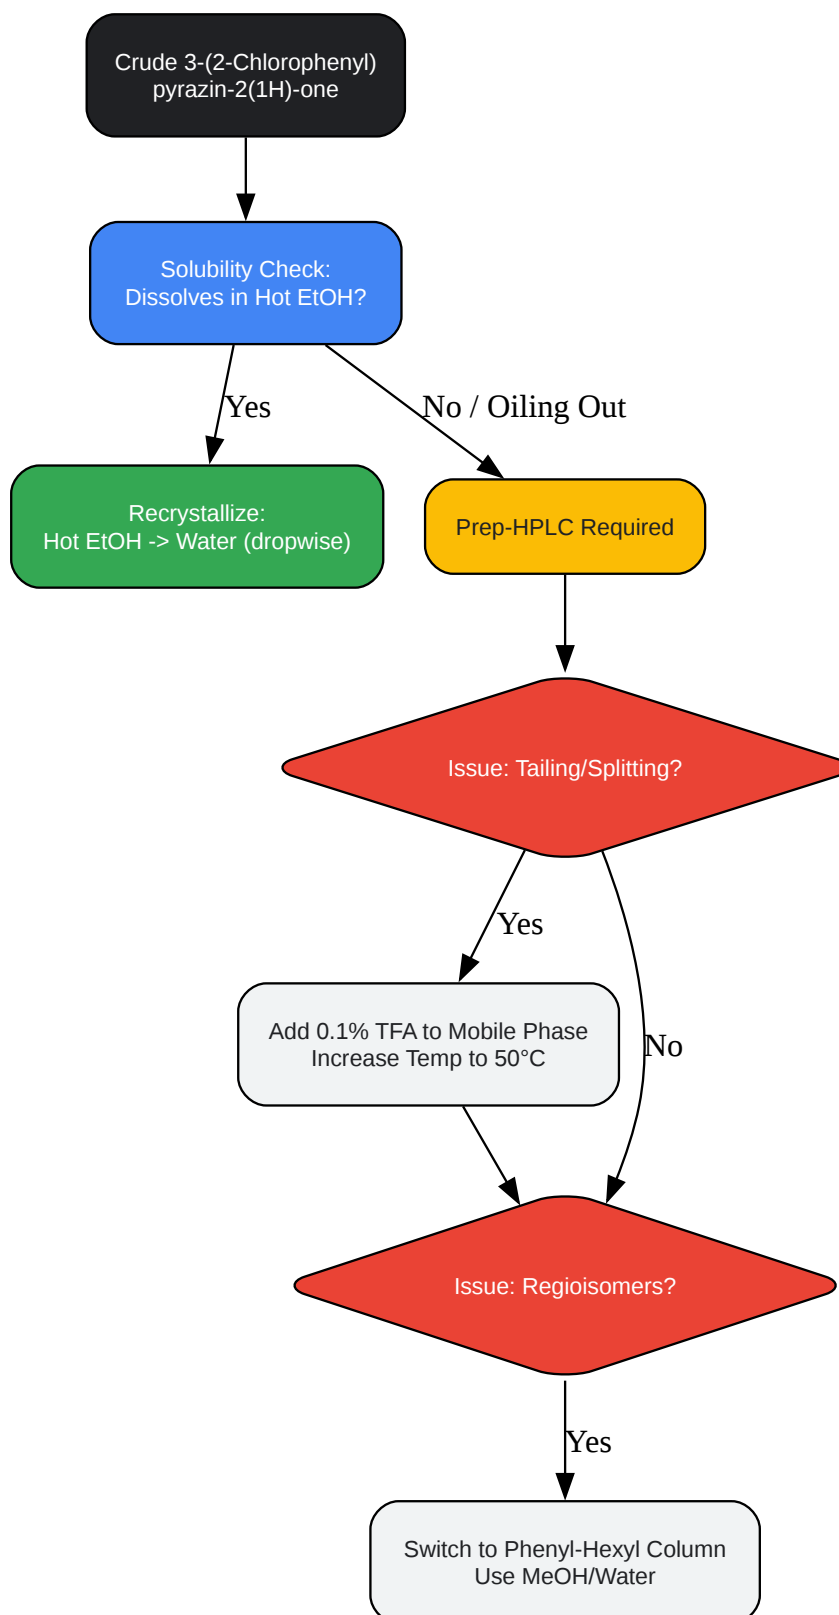 Crude 3-(2-Chlorophenyl)
pyrazin-2(1H)-one
Solubility Check:
Dissolves in Hot EtOH?
Yes
No / Oiling Out
Recrystallize:
Hot EtOH -> Water (dropwise)
Prep-HPLC Required
Issue: Tailing/Splitting?
Yes
Add 0.1% TFA to Mobile Phase
Increase Temp to 50°C
No
Issue: Regioisomers?
Yes
Switch to Phenyl-Hexyl Column
Use MeOH/Water